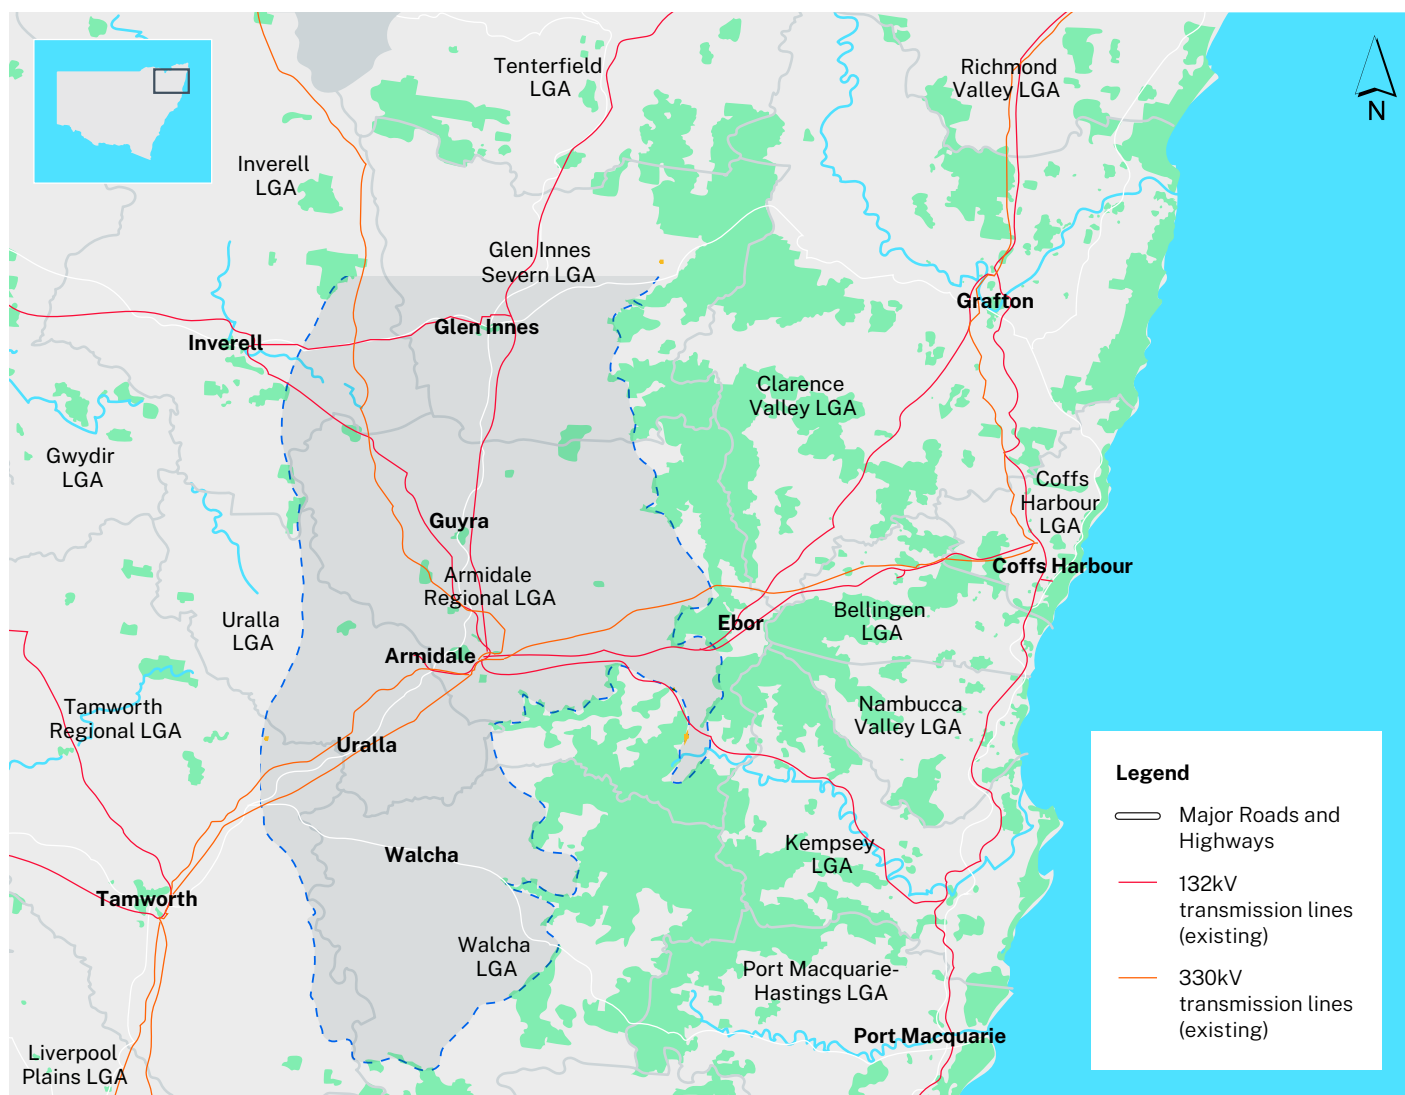 Tenterfield
LGA
Richmond
Valley LGA
N
Inverell
LGA
Glen Innes
Severn LGA
Grafton
Glen Innes
Inverell
Clarence
Valley LGA
Gwydir
LGA
Coffs
Harbour
LGA
Guyra
Coffs Harbour
Armidale
Regional LGA
Bellingen
LGA
Uralla
LGA
Ebor
Armidale
Nambucca
Valley LGA
Tamworth
Regional LGA
Uralla
Kempsey
LGA
Walcha
Tamworth
Walcha
LGA
Port Macquarie-
Hastings LGA
Port Macquarie
Liverpool
Plains LGA
Legend
Major Roads and
Highways
132kV
transmission lines
(existing)
330kV
transmission lines
(existing)